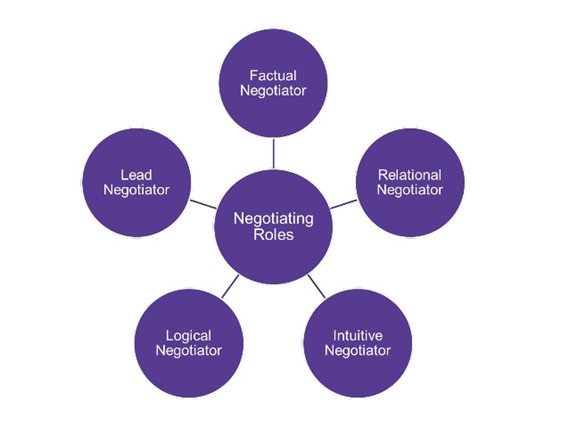 Factual
Negotiator
Lead
Negotiator
Relational
Negotiator
Negotiating
Roles
Logical
Negotiator
Intuitive
Negotiator